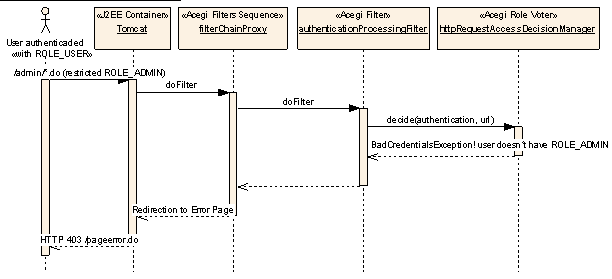 «J2EE Container»
Tomcat
«Acegi Filters Sequence»
filterChainProxy
«Acegi Filter»
authenticationProcessingFilter
«Acegi Role Voter»
httpRequestAccessDecisionManager
User authenticaded
«with ROLE_USER»
/admin/*.do (restricted ROLE_ADMIN)
doFilter
doFilter
decide(authentication, url)
BadCredentialsException! user doesn't have ROLE_ADMIN
Redirection to Error Page
HTTP 403 /pageerror.do